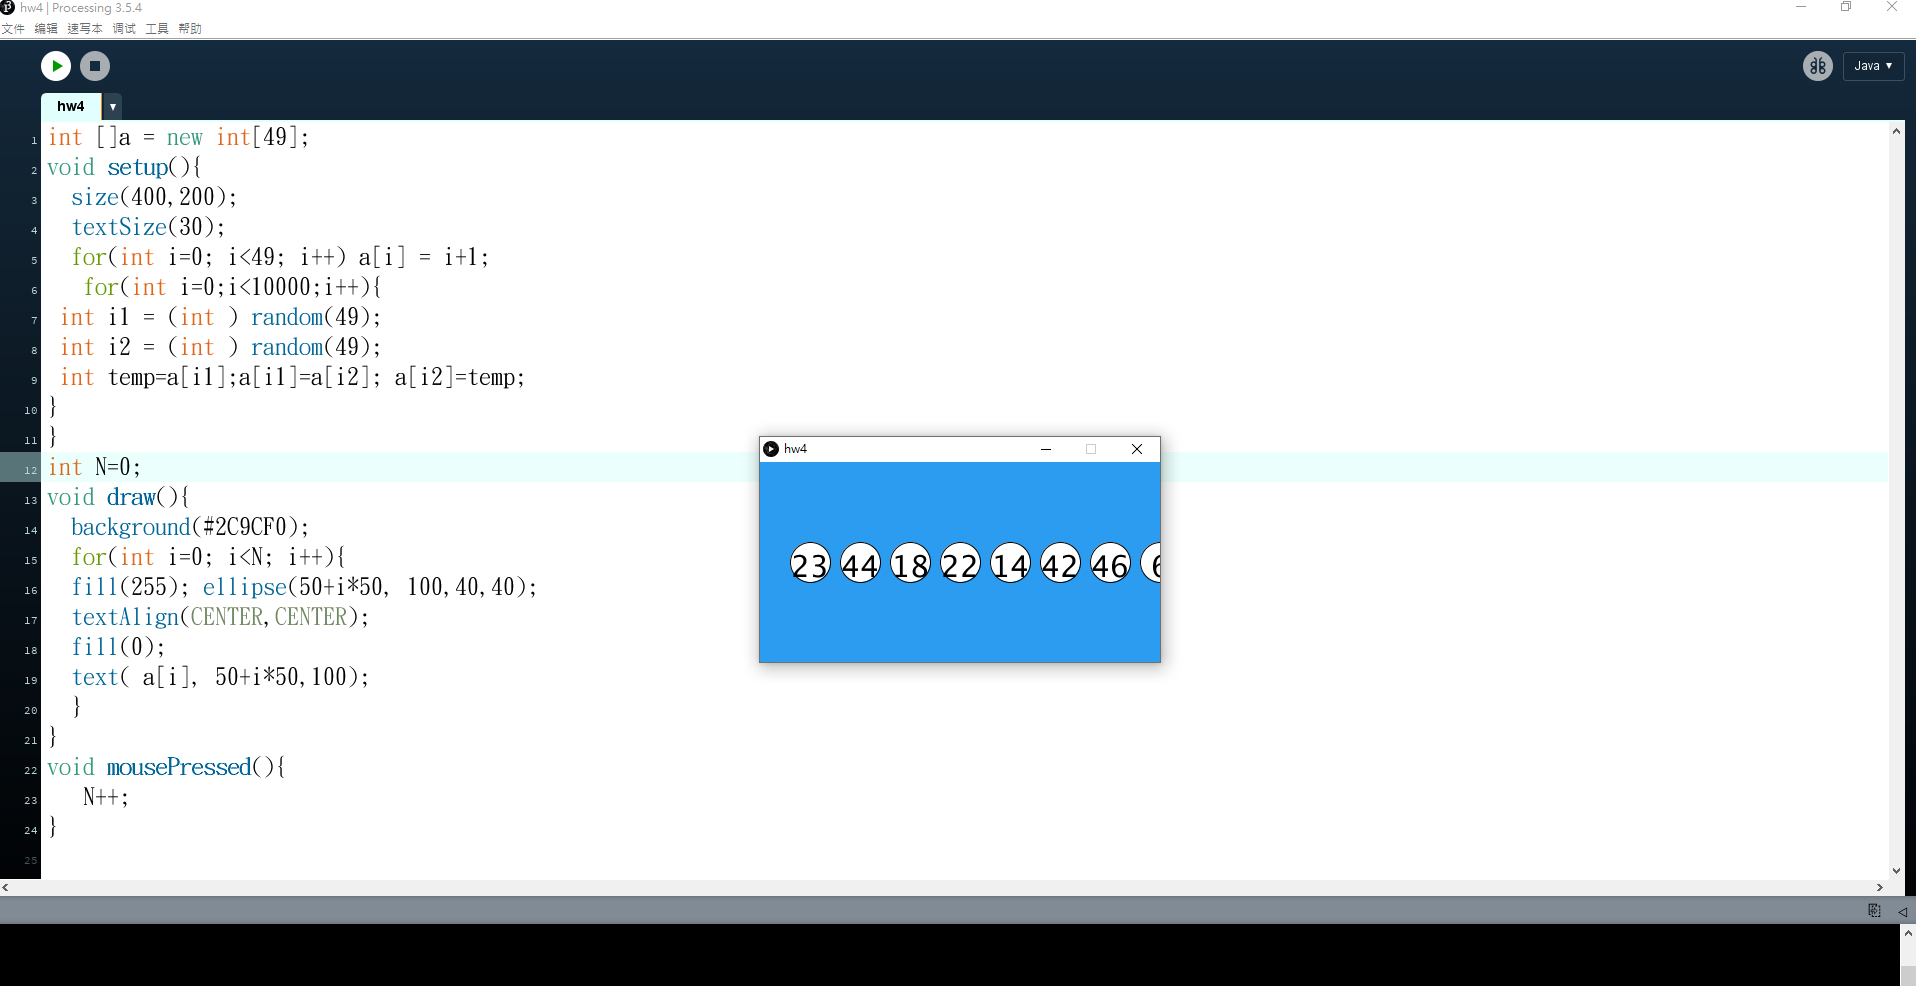 hw4 | Processing 3.5.4
文件 编辑 速写本 调试 工具 帮助
Java ▼
hw4 ▼
1 int []a = new int[49];
2 void setup(){
3 size(400,200);
4 textSize(30);
5 for(int i=0; i<49; i++) a[i] = i+1;
6 for(int i=0;i<10000;i++){
7 int i1 = (int ) random(49);
8 int i2 = (int ) random(49);
9 int temp=a[i1];a[i1]=a[i2]; a[i2]=temp;
10 }
11 }
12 int N=0;
13 void draw(){
14 background(#2C9CF0);
15 for(int i=0; i<N; i++){
16 fill(255); ellipse(50+i*50, 100,40,40);
17 textAlign(CENTER,CENTER);
18 fill(0);
19 text( a[i], 50+i*50,100);
20 }
21 }
22 void mousePressed(){
23 N++;
24 }
25
hw4
23 44 18 22 14 42 46 6